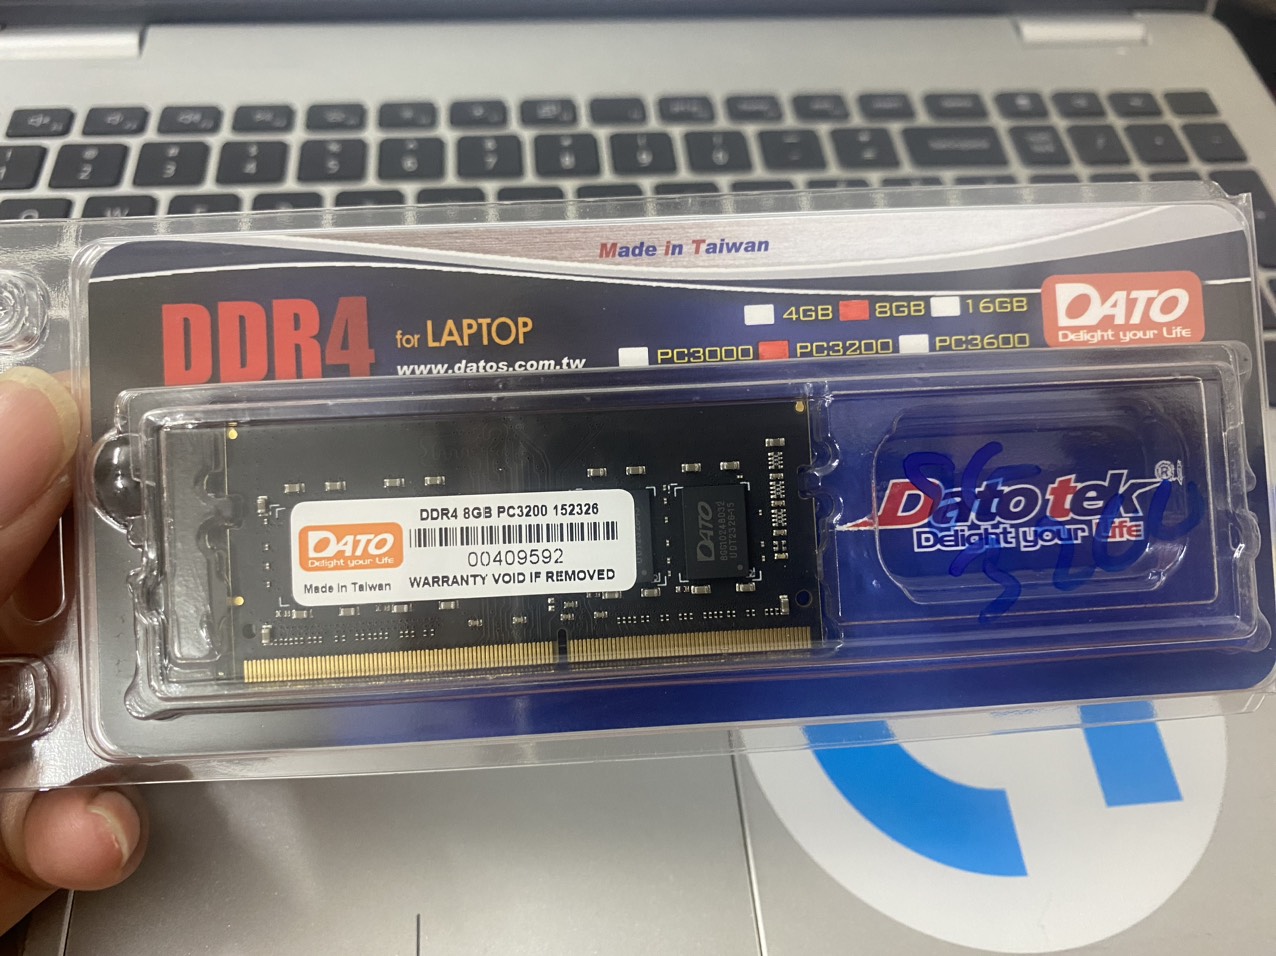 Made in Taiwan
DDR4 for LAPTOP
www.datos.com.tw
4GB 8GB 16GB
PC3000 PC3200 PC3600
DATO
Delight your Life
DDR4 8GB PC3200 152326
DATO
Delight your Life
00409592
Made in Taiwan
WARRANTY VOID IF REMOVED
DATO
Datotek®
Delight your Life